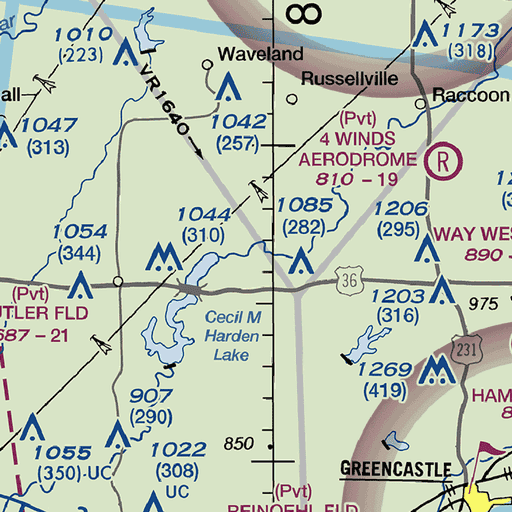 1010
(223)
Waveland
1173
(318)
Russellville
Raccoon
all
VR1640
1047
(313)
1042
(257)
(Pvt)
4 WINDS
AERODROME
810 – 19
R
1054
(344)
1044
(310)
1085
(282)
1206
(295)
WAY WES
890 –
36
1203
(316)
975
(Pvt)
UTLER FLD
687 – 21
Cecil M
Harden
Lake
231
1269
(419)
HAM
907
(290)
1055
(350)-UC
1022
(308)
UC
850
GREENCASTLE
(Pvt)
REINOEHL FLD